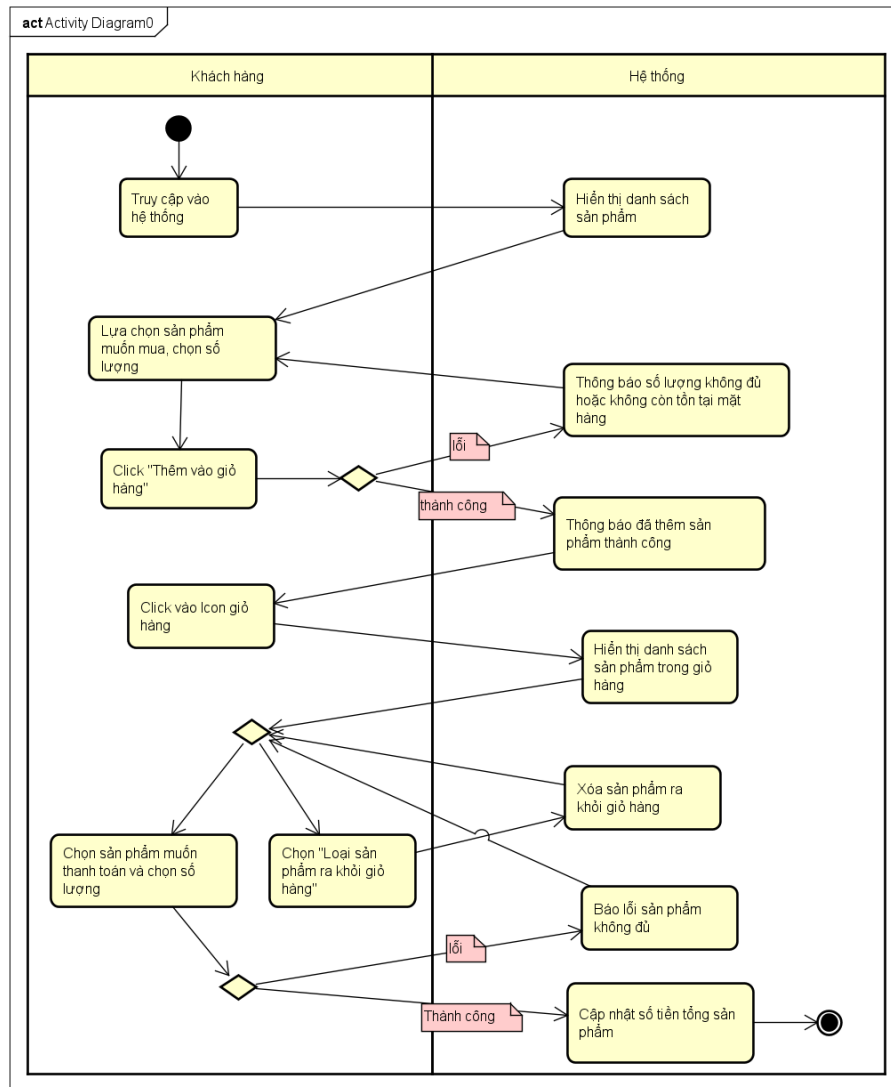 act Activity Diagram0
Khách hàng
Hệ thống
Truy cập vào
hệ thống
Hiển thị danh sách
sản phẩm
Lựa chọn sản phẩm
muốn mua, chọn số
lượng
Thông báo số lượng không đủ
hoặc không còn tồn tại mặt
hàng
lỗi
Click "Thêm vào giỏ
hàng"
thành công
Thông báo đã thêm sản
phẩm thành công
Click vào Icon giỏ
hàng
Hiển thị danh sách
sản phẩm trong giỏ
hàng
Xóa sản phẩm ra
khỏi giỏ hàng
Chọn sản phẩm muốn
thanh toán và chọn số
lượng
Chọn "Loại sản
phẩm ra khỏi giỏ
hàng"
Báo lỗi sản phẩm
không đủ
lỗi
Thành công
Cập nhật số tiền tổng sản
phẩm